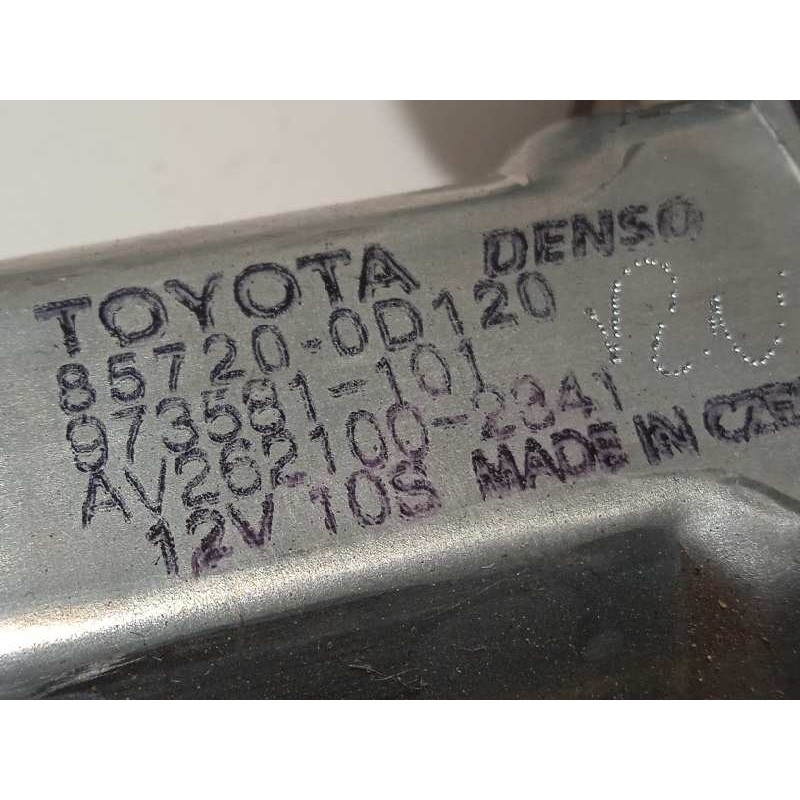 TOYOTA DENSO
85720-0D120
973581-101
AV262100-2341
12V 10S MADE IN CZE